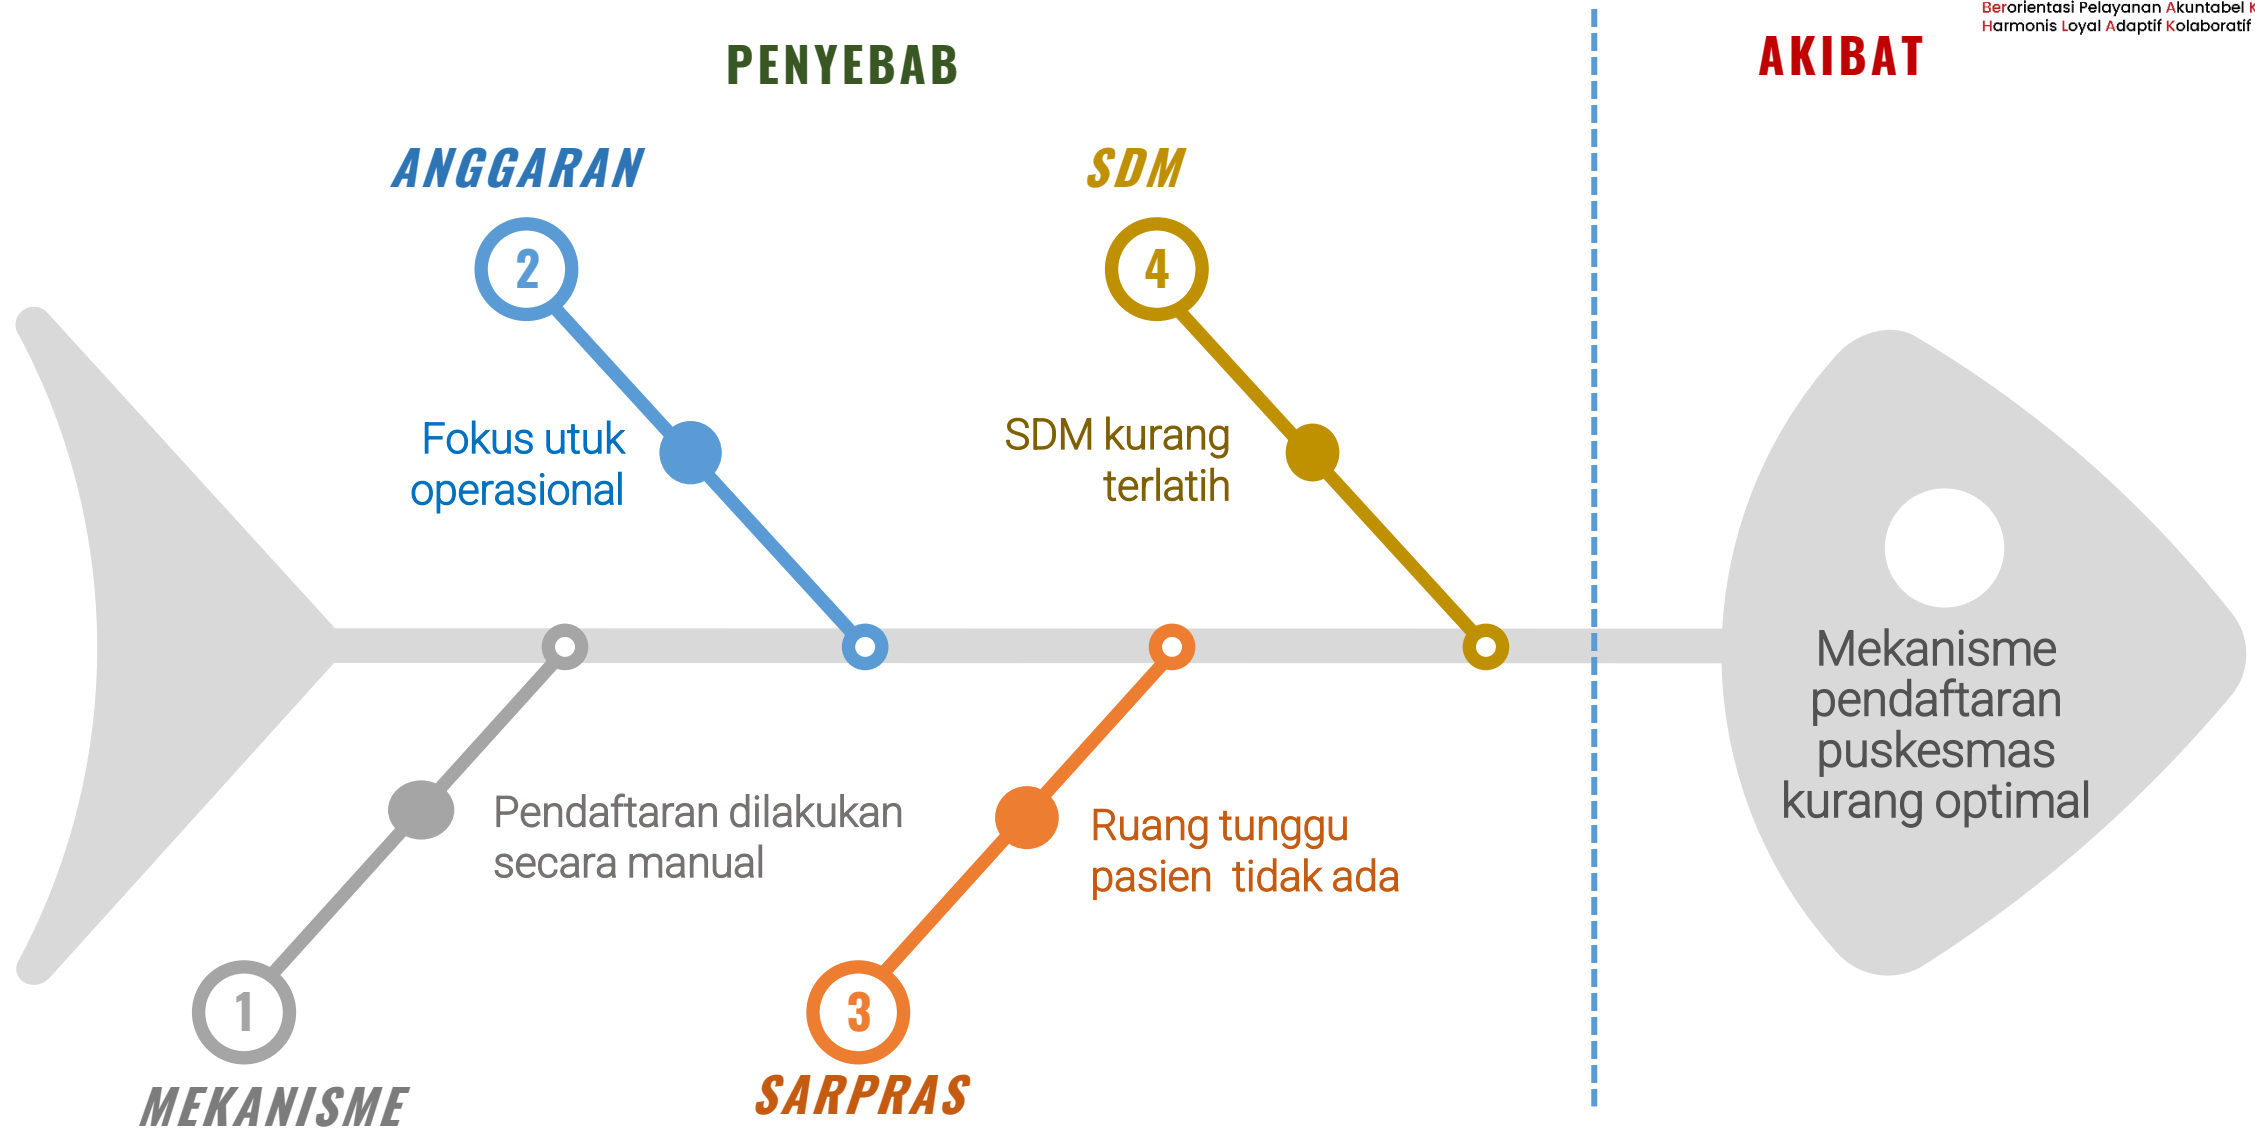 Berorientasi Pelayanan Akuntabel K
Harmonis Loyal Adaptif Kolaboratif
PENYEBAB
AKIBAT
ANGGARAN
SDM
2
4
Fokus utuk
operasional
SDM kurang
terlatih
Mekanisme
pendaftaran
puskesmas
kurang optimal
Pendaftaran dilakukan
secara manual
Ruang tunggu
pasien  tidak ada
1
3
MEKANISME
SARPRAS